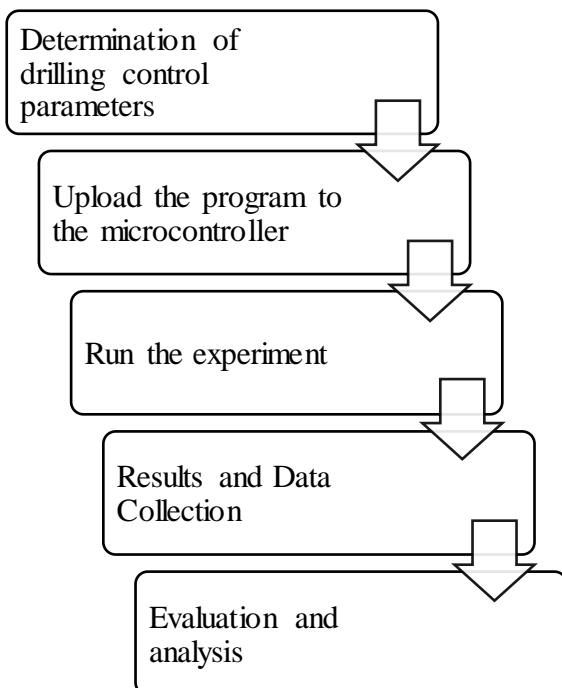 Determination of
drilling control
parameters
Upload the program to
the microcontroller
Run the experiment
Results and Data
Collection
Evaluation and
analysis